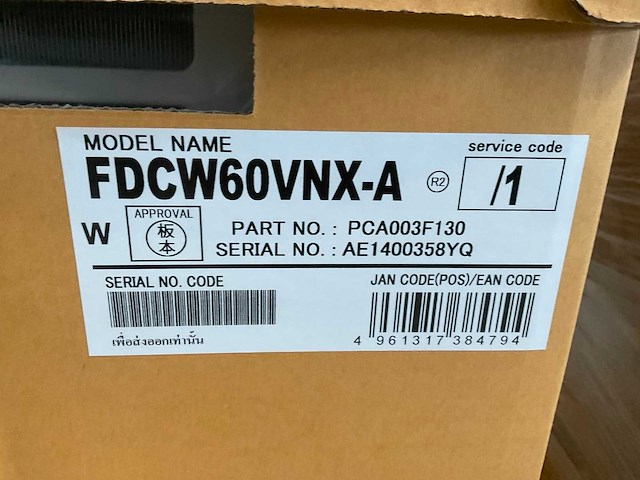 MODEL NAME
FDCW60VNX-A
R2
service code
/1
W
APPROVAL
板
本
PART NO. : PCA003F130
SERIAL NO. : AE1400358YQ
SERIAL NO. CODE
JAN CODE(POS)/EAN CODE
เพื่อส่งออกเท่านั้น
4 961317 384794